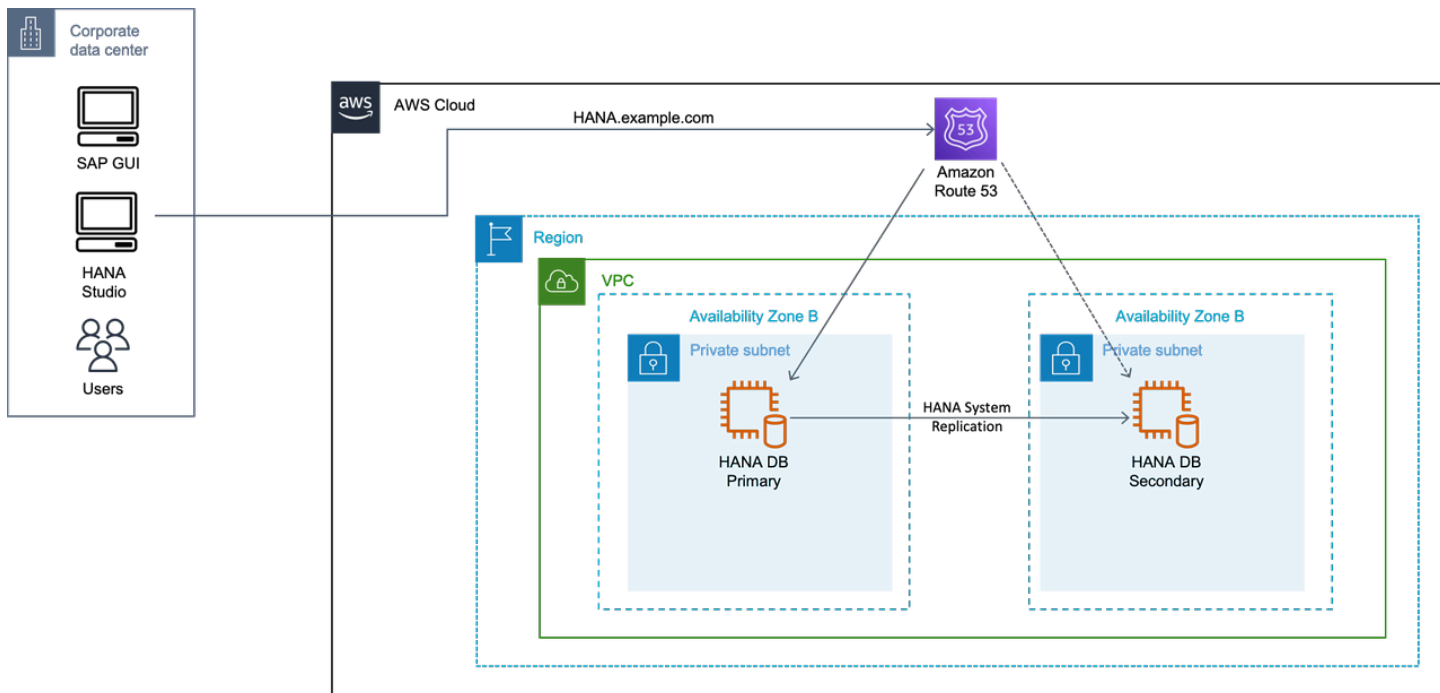 Corporate
data center
SAP GUI
HANA
Studio
Users
aws
AWS Cloud
HANA.example.com
53
Amazon
Route 53
Region
VPC
Availability Zone B
Private subnet
HANA DB
Primary
HANA System
Replication
Availability Zone B
Private subnet
HANA DB
Secondary